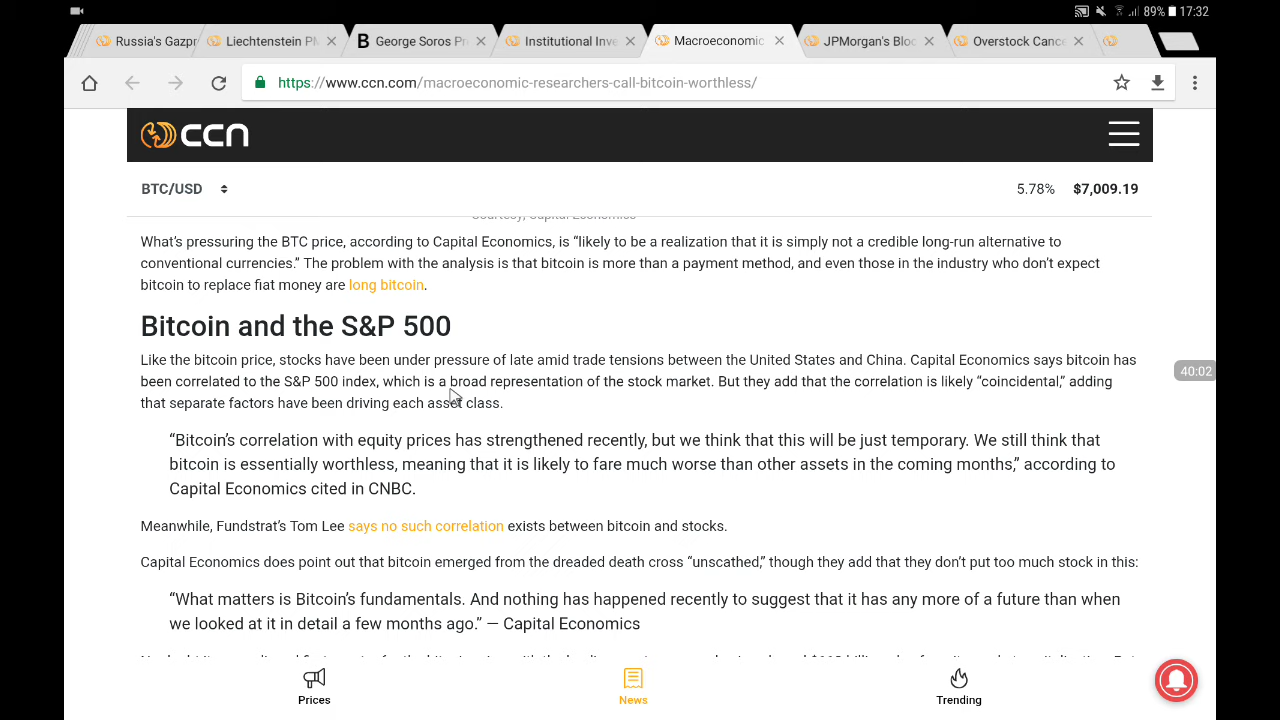 89% 17:32
Russia's Gazpr
Liechtenstein P
B George Soros Pr
Institutional Inve
Macroeconomic
JPMorgan's Bloc
Overstock Cance
https://www.ccn.com/macroeconomic-researchers-call-bitcoin-worthless/
ccn
BTC/USD 5.78% $7,009.19
Courtesy, Capital Economics
What's pressuring the BTC price, according to Capital Economics, is “likely to be a realization that it is simply not a credible long-run alternative to
conventional currencies.” The problem with the analysis is that bitcoin is more than a payment method, and even those in the industry who don't expect
bitcoin to replace fiat money are long bitcoin.
Bitcoin and the S&P 500
Like the bitcoin price, stocks have been under pressure of late amid trade tensions between the United States and China. Capital Economics says bitcoin has
been correlated to the S&P 500 index, which is a broad representation of the stock market. But they add that the correlation is likely “coincidental,” adding
that separate factors have been driving each asset class.
40:02
“Bitcoin's correlation with equity prices has strengthened recently, but we think that this will be just temporary. We still think that
bitcoin is essentially worthless, meaning that it is likely to fare much worse than other assets in the coming months,” according to
Capital Economics cited in CNBC.
Meanwhile, Fundstrat's Tom Lee says no such correlation exists between bitcoin and stocks.
Capital Economics does point out that bitcoin emerged from the dreaded death cross “unscathed,” though they add that they don't put too much stock in this:
“What matters is Bitcoin's fundamentals. And nothing has happened recently to suggest that it has any more of a future than when
we looked at it in detail a few months ago.” — Capital Economics
Prices
News
Trending